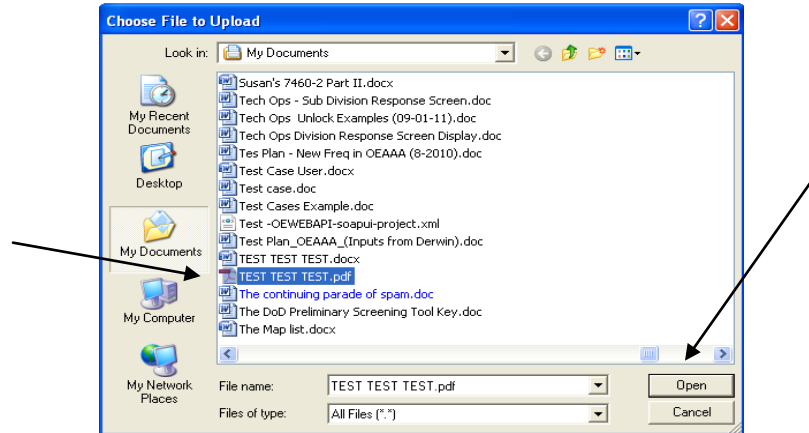 Choose File to Upload
Look in: My Documents
My Recent
Documents
Desktop
My Documents
My Computer
My Network
Places
Susan's 7460-2 Part II.docx
Tech Ops - Sub Division Response Screen.doc
Tech Ops  Unlock Examples (09-01-11).doc
Tech Ops Division Response Screen Display.doc
Tes Plan - New Freq in OEAAA (8-2010).doc
Test Case User.docx
Test case.doc
Test Cases Example.doc
Test -OEWEBAPI-soapui-project.xml
Test Plan_OEAAA_(Inputs from Derwin).doc
TEST TEST TEST.docx
TEST TEST TEST.pdf
The continuing parade of spam.doc
The DoD Preliminary Screening Tool Key.doc
The Map list.docx
File name: TEST TEST TEST.pdf Open
Files of type: All Files (*.*) Cancel